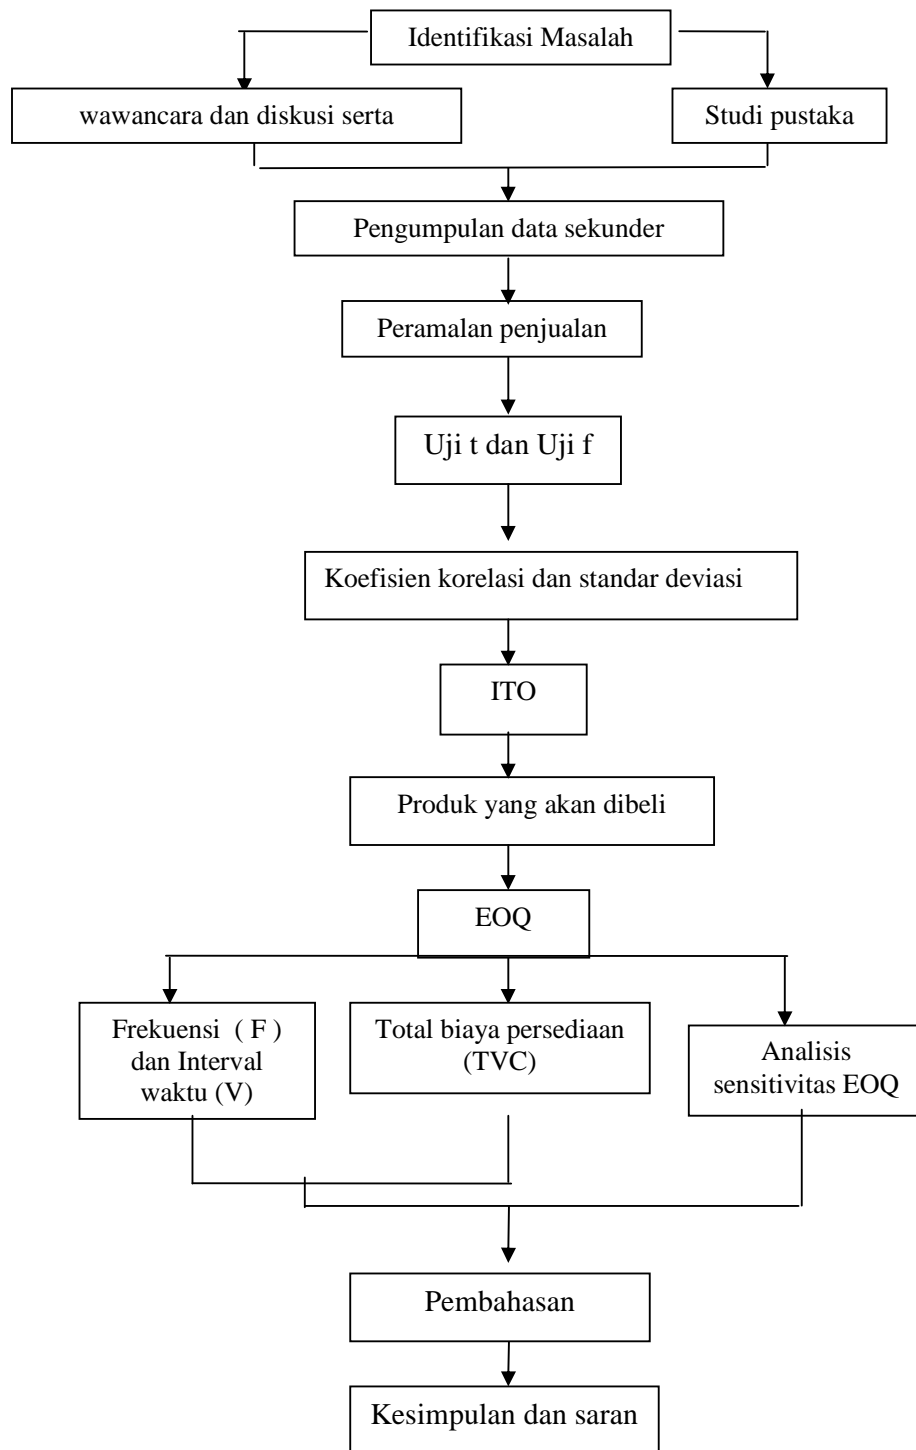 Identifikasi Masalah
wawancara dan diskusi serta
Studi pustaka
Pengumpulan data sekunder
Peramalan penjualan
Uji t dan Uji f
Koefisien korelasi dan standar deviasi
ITO
Produk yang akan dibeli
EOQ
Frekuensi ( F )
dan Interval
waktu (V)
Total biaya persediaan
(TVC)
Analisis
sensitivitas EOQ
Pembahasan
Kesimpulan dan saran